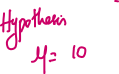 Hypothesis
M = 10